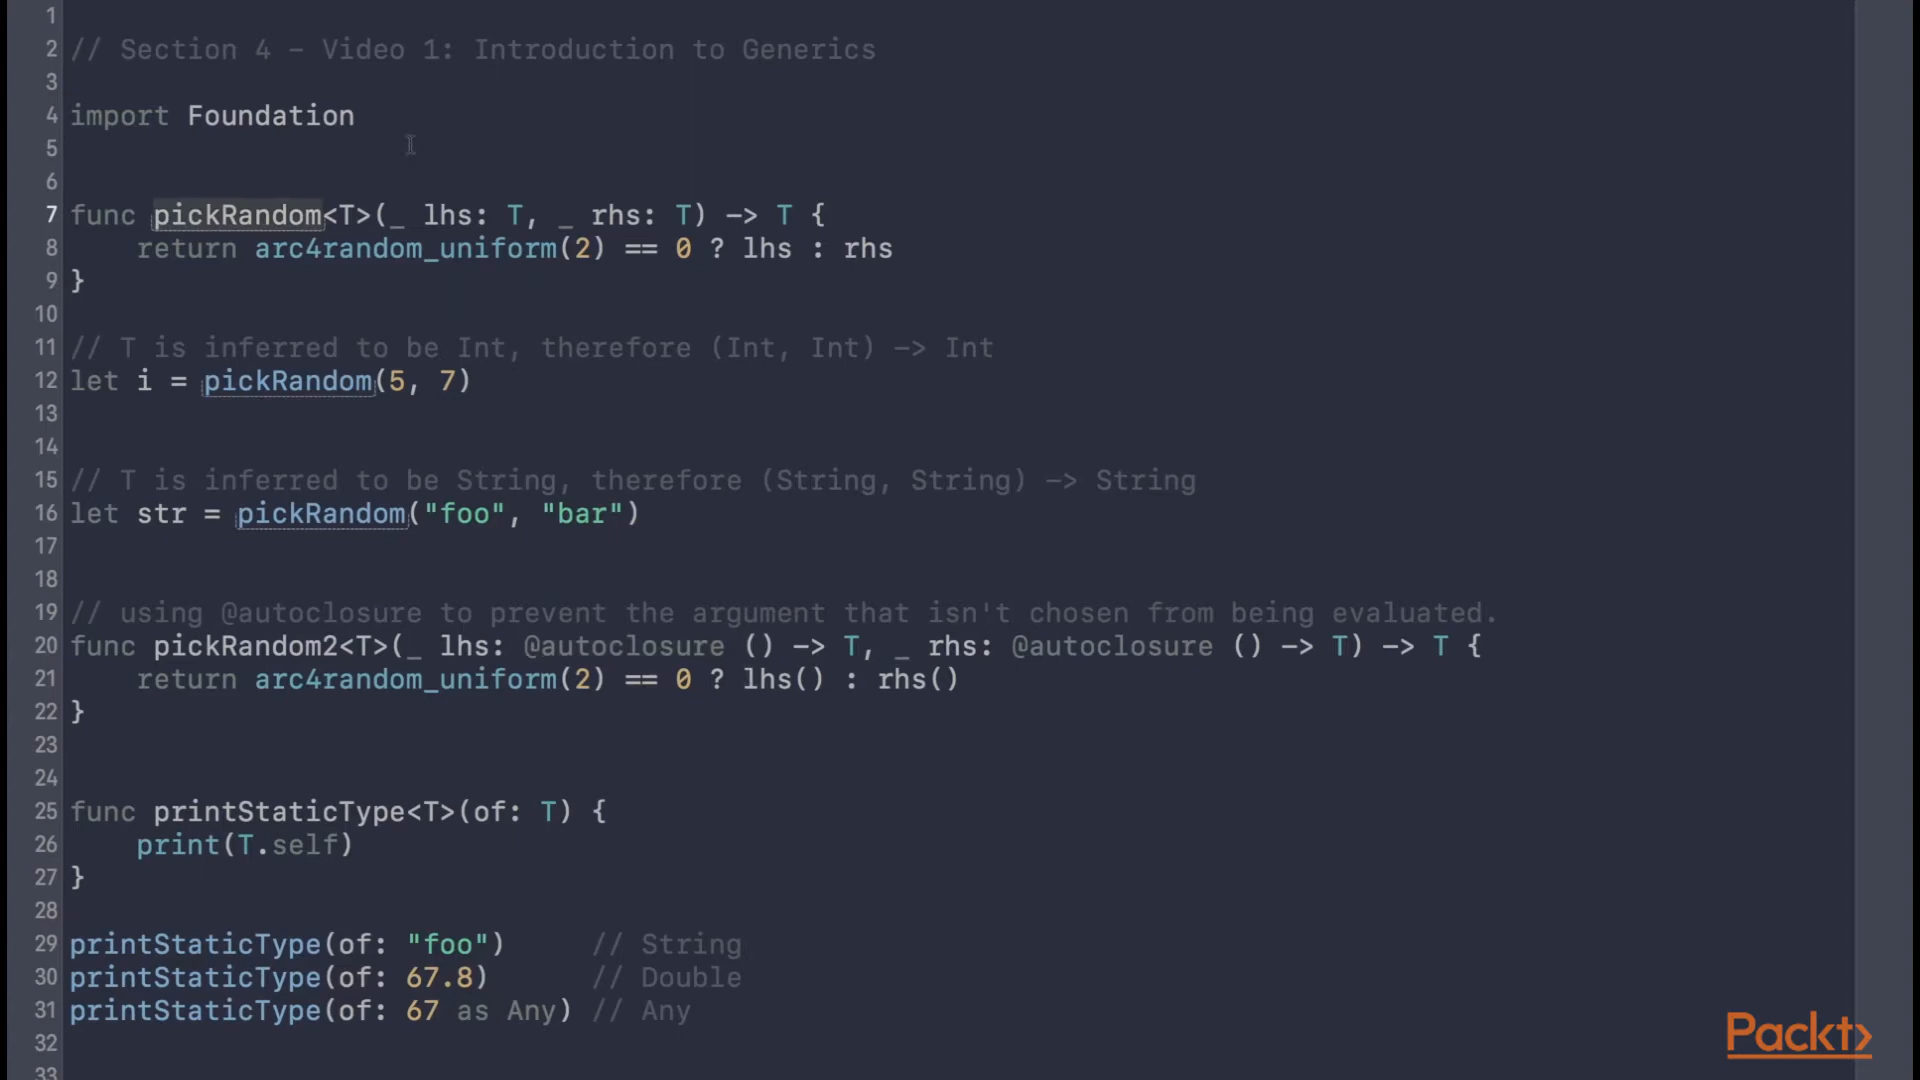 1
2 // Section 4 - Video 1: Introduction to Generics
3
4 import Foundation
5
6
7 func pickRandom<T>(_ lhs: T, _ rhs: T) -> T {
8     return arc4random_uniform(2) == 0 ? lhs : rhs
9 }
10
11 // T is inferred to be Int, therefore (Int, Int) -> Int
12 let i = pickRandom(5, 7)
13
14
15 // T is inferred to be String, therefore (String, String) -> String
16 let str = pickRandom("foo", "bar")
17
18
19 // using @autoclosure to prevent the argument that isn't chosen from being evaluated.
20 func pickRandom2<T>(_ lhs: @autoclosure () -> T, _ rhs: @autoclosure () -> T) -> T {
21     return arc4random_uniform(2) == 0 ? lhs() : rhs()
22 }
23
24
25 func printStaticType<T>(of: T) {
26     print(T.self)
27 }
28
29 printStaticType(of: "foo")     // String
30 printStaticType(of: 67.8)      // Double
31 printStaticType(of: 67 as Any) // Any
32
33
Packt>